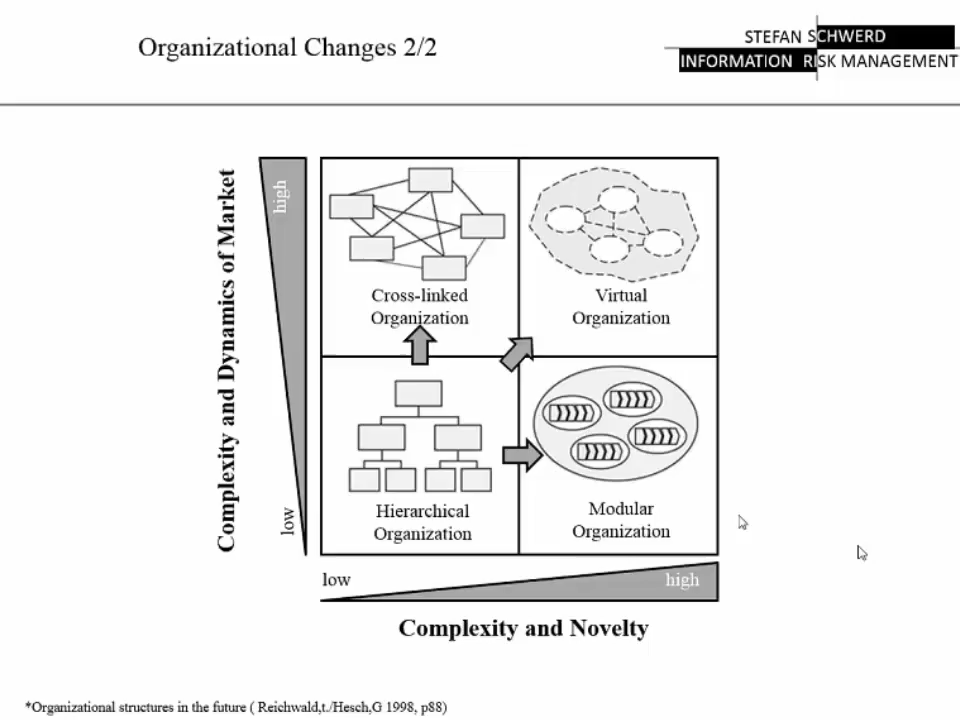 Organizational Changes 2/2
STEFAN SCHWERD
INFORMATION RISK MANAGEMENT
Complexity and Dynamics of Market
high
low
Cross-linked
Organization
Virtual
Organization
Hierarchical
Organization
Modular
Organization
low
high
Complexity and Novelty
*Organizational structures in the future ( Reichwald,t./Hesch,G 1998, p88)